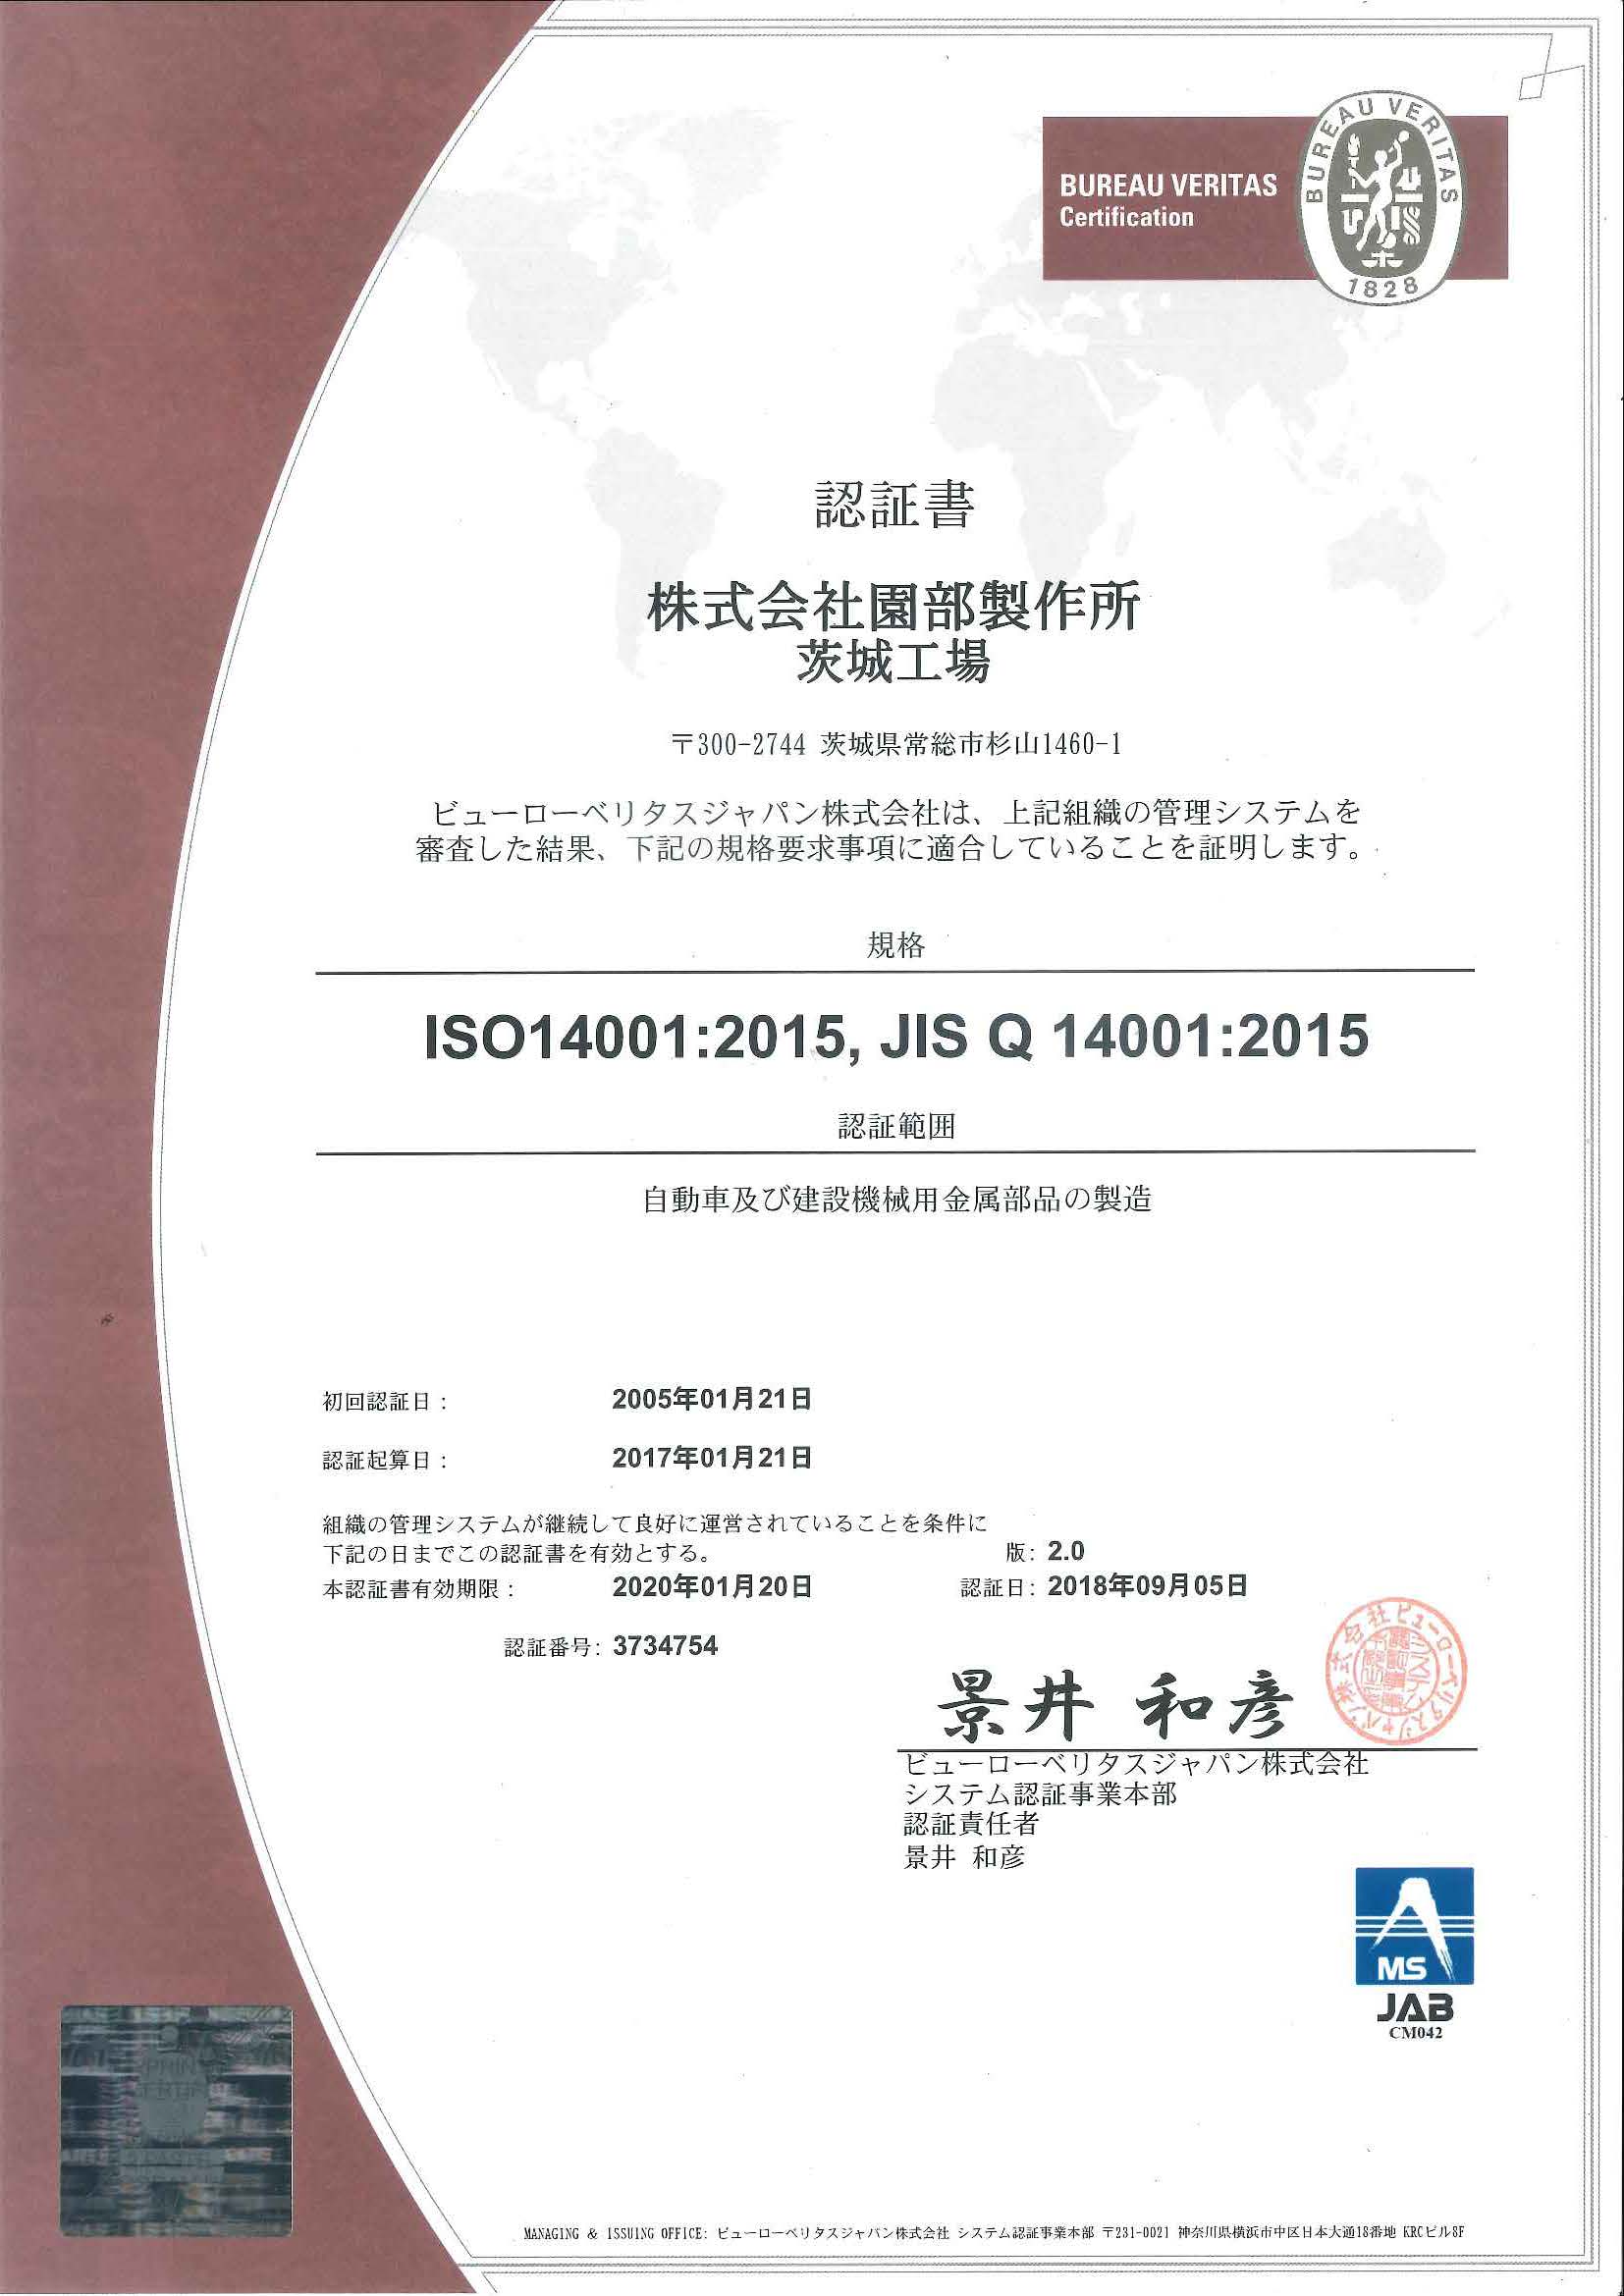 BUREAU VERITAS
Certification
BUREAU VERITAS
1828
認証書
株式会社園部製作所
茨城工場
〒300-2744 茨城県常総市杉山1460-1
ビューローベリタスジャパン株式会社は、上記組織の管理システムを
審査した結果、下記の規格要求事項に適合していることを証明します。
規格
ISO14001:2015, JIS Q 14001:2015
認証範囲
自動車及び建設機械用金属部品の製造
初回認証日： 2005年01月21日
認証起算日： 2017年01月21日
組織の管理システムが継続して良好に運営されていることを条件に
下記の日までこの認証書を有効とする。
版: 2.0
本認証書有効期限： 2020年01月20日
認証日: 2018年09月05日
認証番号: 3734754
景井 和彦
株式会社ビューローベリタスジャパン
ビューローベリタスジャパン株式会社
システム認証事業本部
認証責任者
景井 和彦
MS
JAB
CM042
MANAGING & ISSUING OFFICE: ビューローベリタスジャパン株式会社 システム認証事業本部 〒231-0021 神奈川県横浜市中区日本大通18番地 KRCビル8F